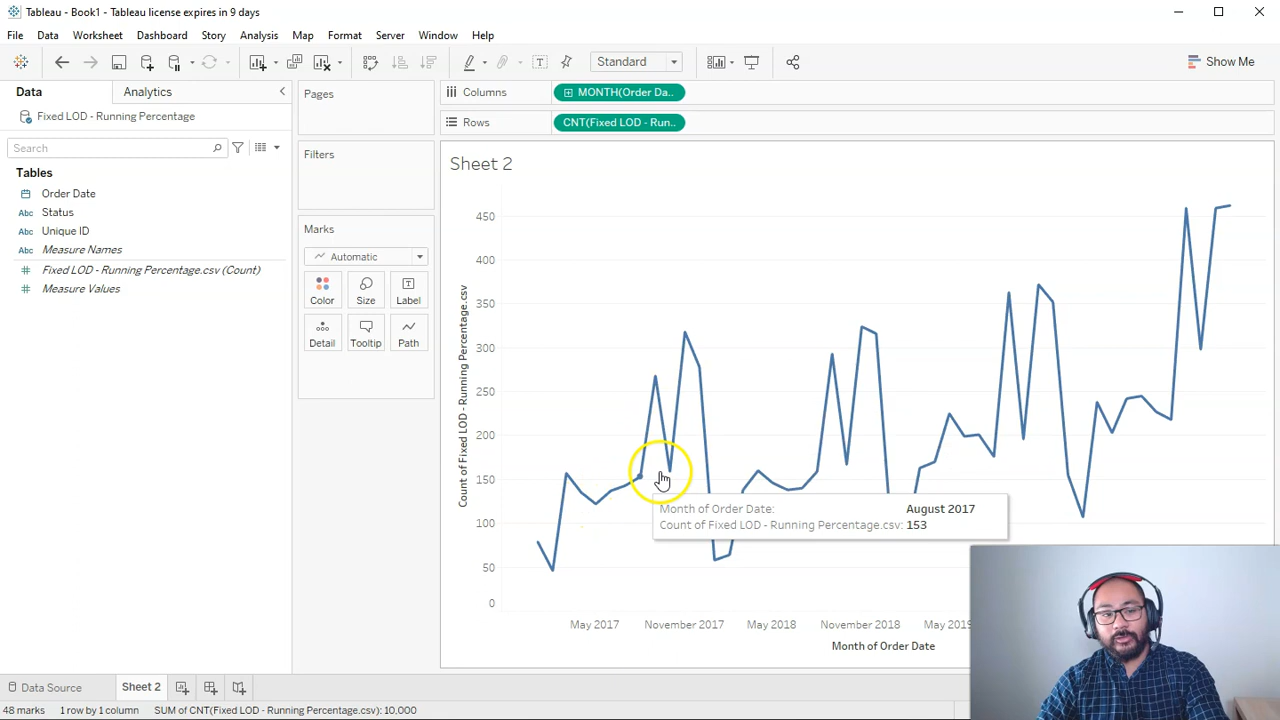 Tableau - Book1 - Tableau license expires in 9 days
File Data Worksheet Dashboard Story Analysis Map Format Server Window Help
Standard
Show Me
Data Analytics
Fixed LOD - Running Percentage
Search
Tables
Order Date
Abc Status
Abc Unique ID
Abc Measure Names
Fixed LOD - Running Percentage.csv (Count)
Measure Values
Pages
Filters
Marks
Automatic
Color Size Label
Detail Tooltip Path
Columns MONTH(Order Da..
Rows CNT(Fixed LOD - Run..
Sheet 2
Count of Fixed LOD - Running Percentage.csv
450
400
350
300
250
200
150
100
50
0
Month of Order Date: August 2017
Count of Fixed LOD - Running Percentage.csv: 153
May 2017 November 2017 May 2018 November 2018 May 2019
Month of Order Date
Data Source Sheet 2
48 marks 1 row by 1 column SUM of CNT(Fixed LOD - Running Percentage.csv): 10,000